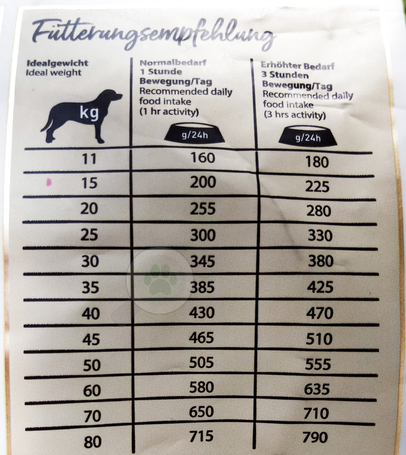 Fütterungsempfehlung
Idealgewicht
Ideal weight
kg
Normalbedarf
1 Stunde
Bewegung/Tag
Recommended daily
food intake
(1 hr activity)
g/24h
Erhöhter Bedarf
3 Stunden
Bewegung/Tag
Recommended daily
food intake
(3 hrs activity)
g/24h
11 160 180
15 200 225
20 255 280
25 300 330
30 345 380
35 385 425
40 430 470
45 465 510
50 505 555
60 580 635
70 650 710
80 715 790